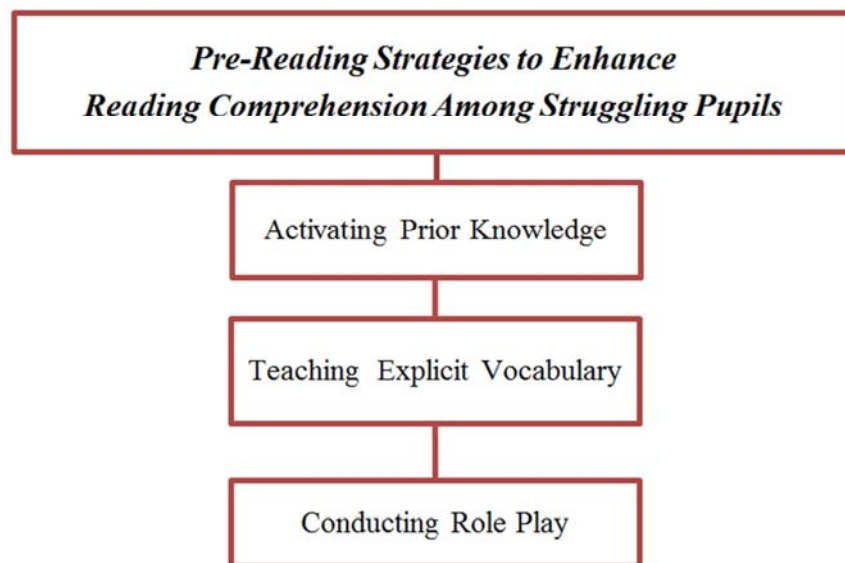 Pre-Reading Strategies to Enhance
Reading Comprehension Among Struggling Pupils
Activating Prior Knowledge
Teaching Explicit Vocabulary
Conducting Role Play